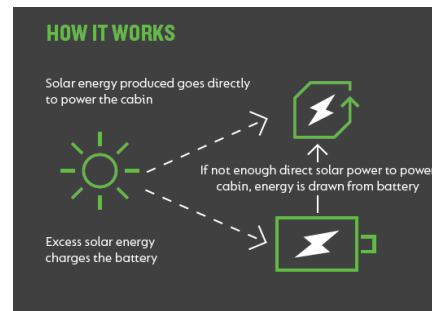 HOW IT WORKS
Solar energy produced goes directly
to power the cabin
If not enough direct solar power to power
cabin, energy is drawn from battery
Excess solar energy
charges the battery